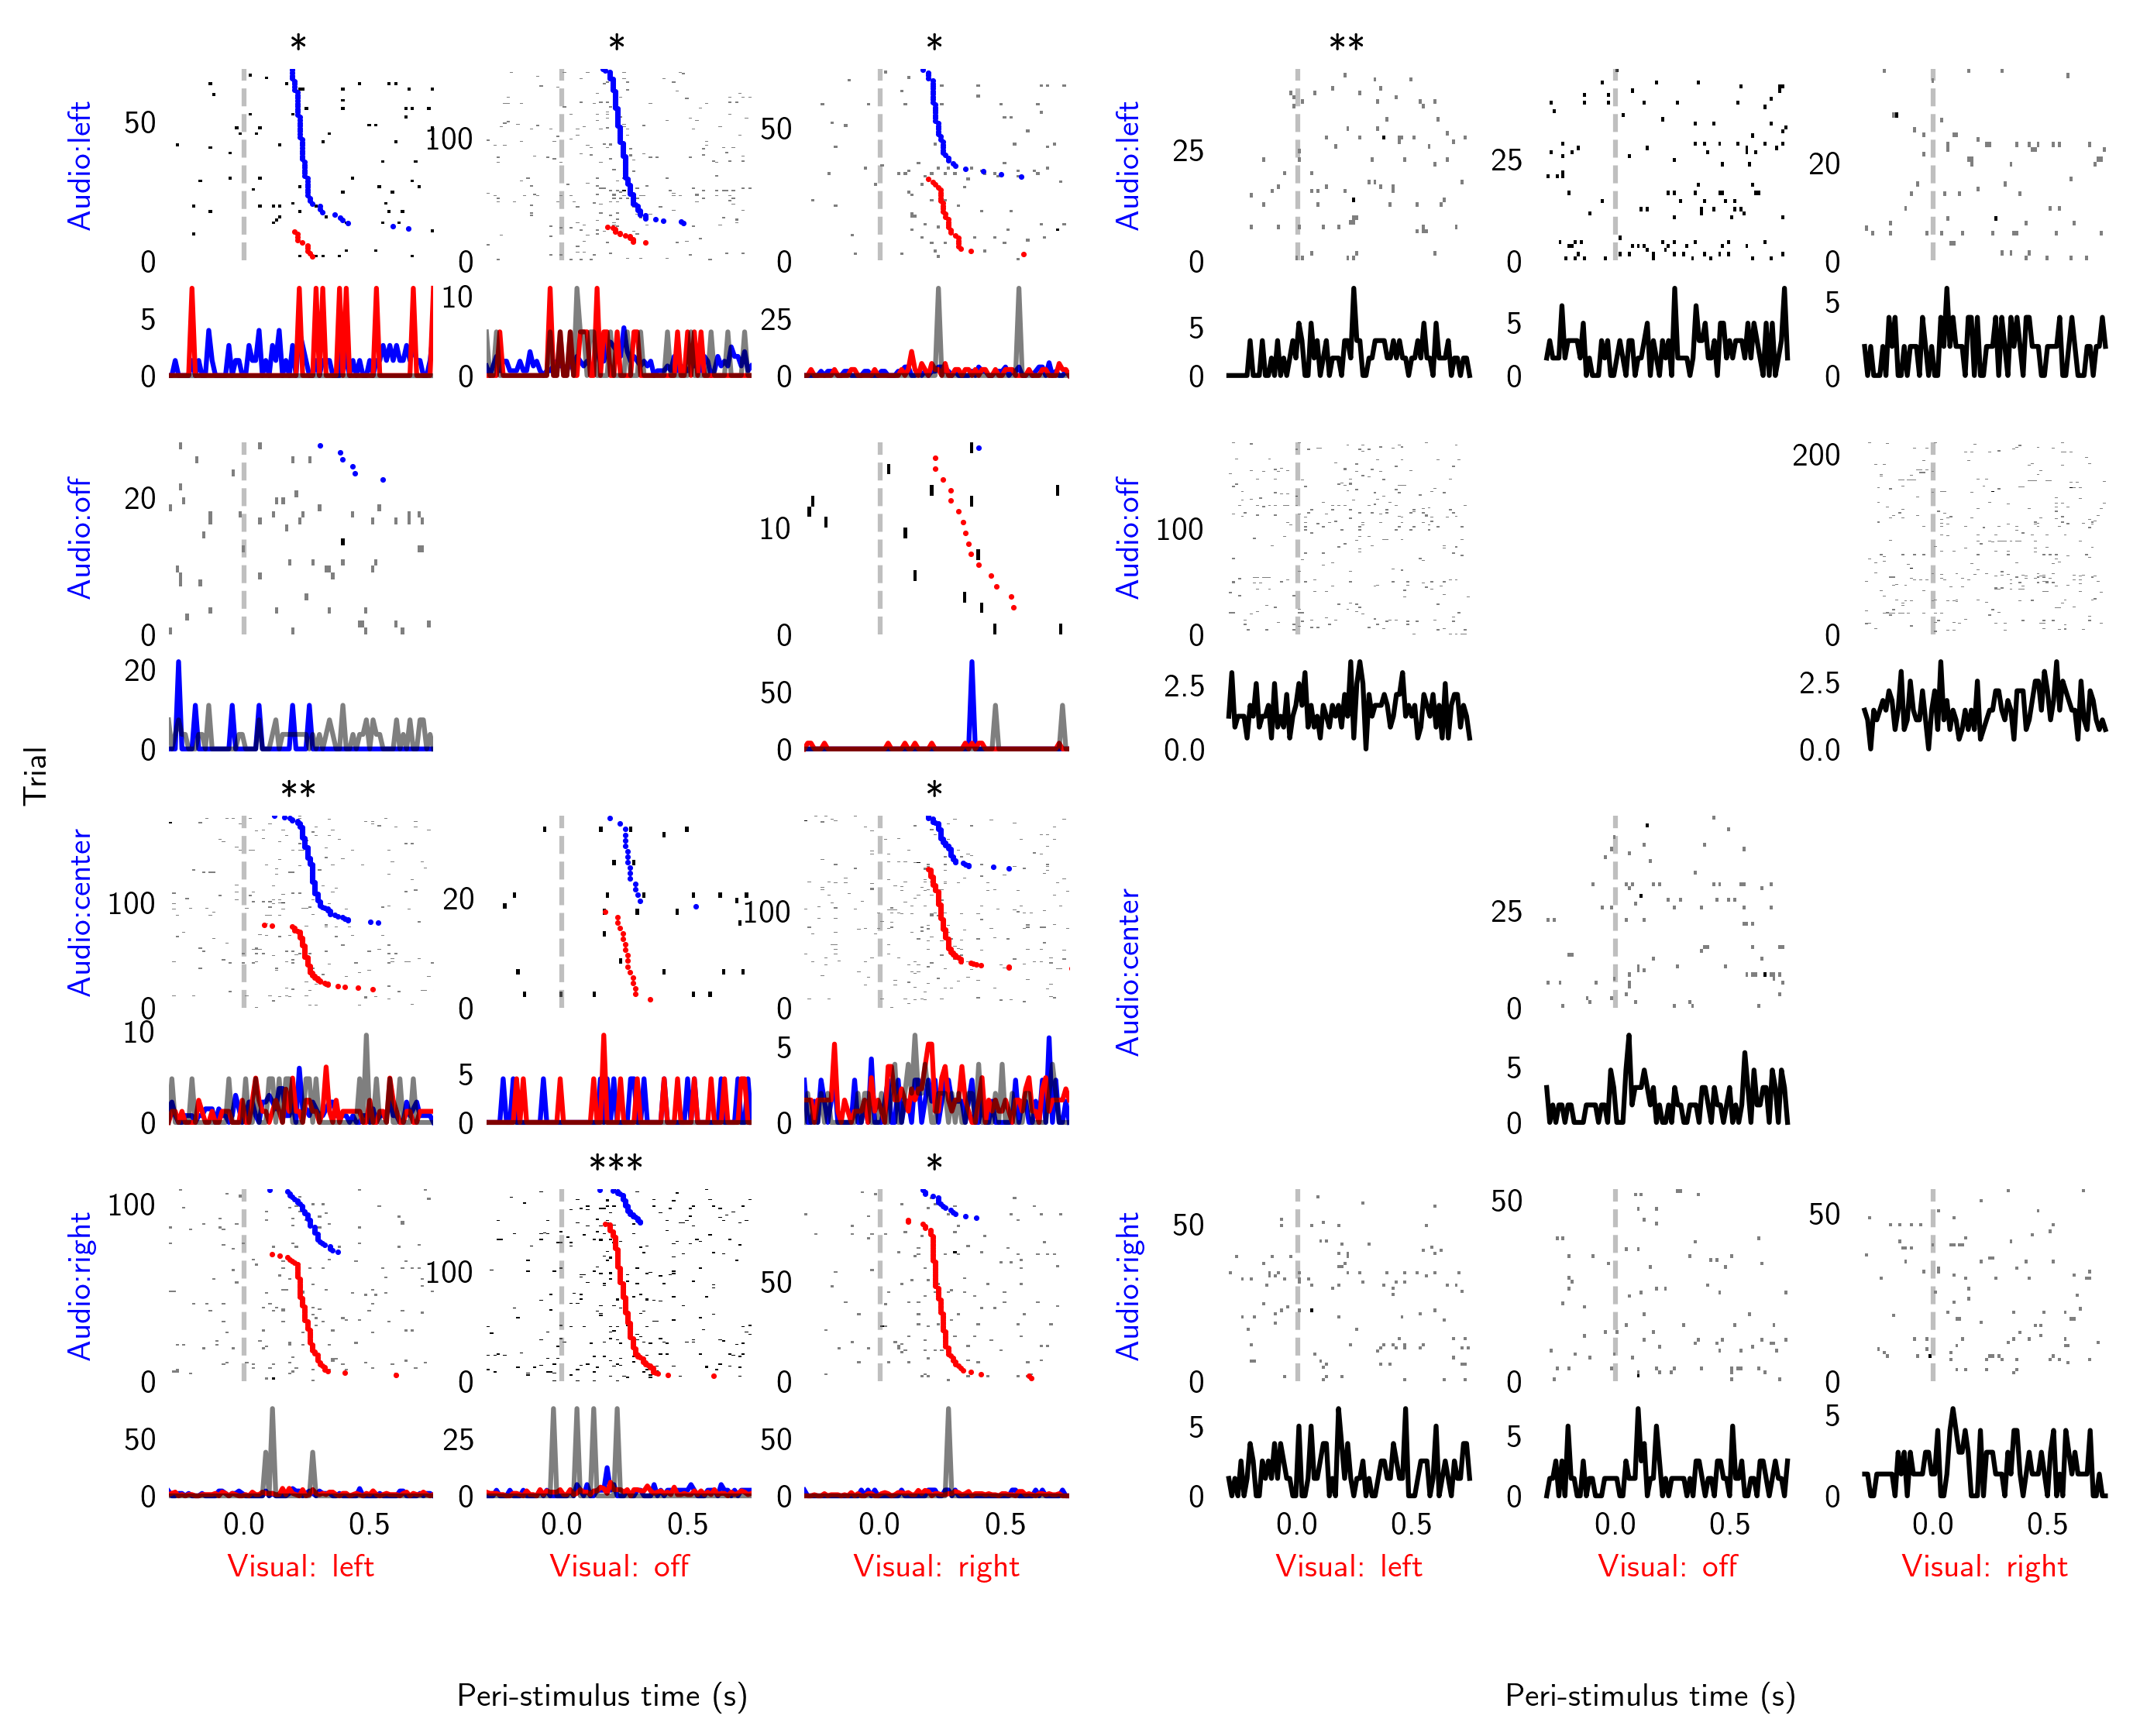 * * * **
Audio:left 50 0 100 0 50 0 Audio:left 25 0 25 0 20 0
5 0 10 0 25 0 5 0 5 0 5 0
Audio:off 20 0 10 0 Audio:off 100 0 200 0
20 0 50 0 2.5 0.0 2.5 0.0
Trial
** *
Audio:center 100 0 20 0 100 0 Audio:center 25 0
10 0 5 0 5 0 5 0
*** *
Audio:right 100 0 100 0 50 0 Audio:right 50 0 50 0 50 0
50 0 25 0 50 0 5 0 5 0 5 0
0.0 0.5 0.0 0.5 0.0 0.5 0.0 0.5 0.0 0.5 0.0 0.5
Visual: left Visual: off Visual: right Visual: left Visual: off Visual: right
Peri-stimulus time (s) Peri-stimulus time (s)